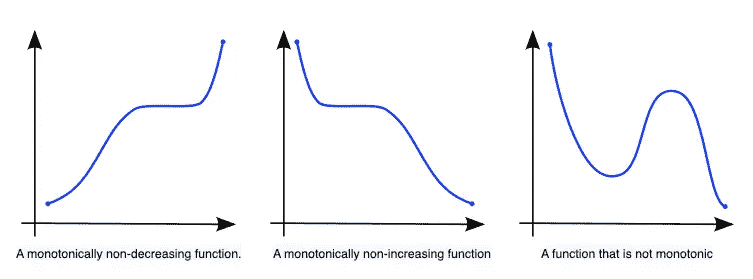 A monotonically non-decreasing function.
A monotonically non-increasing function
A function that is not monotonic